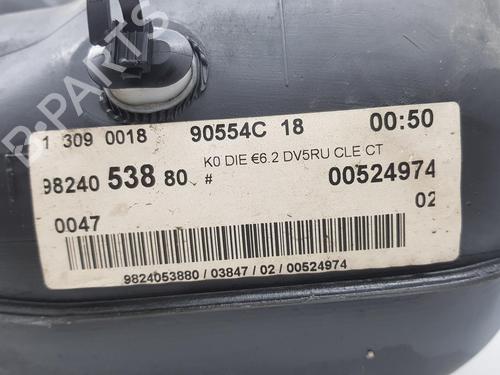 1 309 0018 90554C 18 00:50
K0 DIE €6.2 DV5RU CLE CT
98240 538 80 # 00524974
0047 02
9824053880 / 03847 / 02 / 00524974